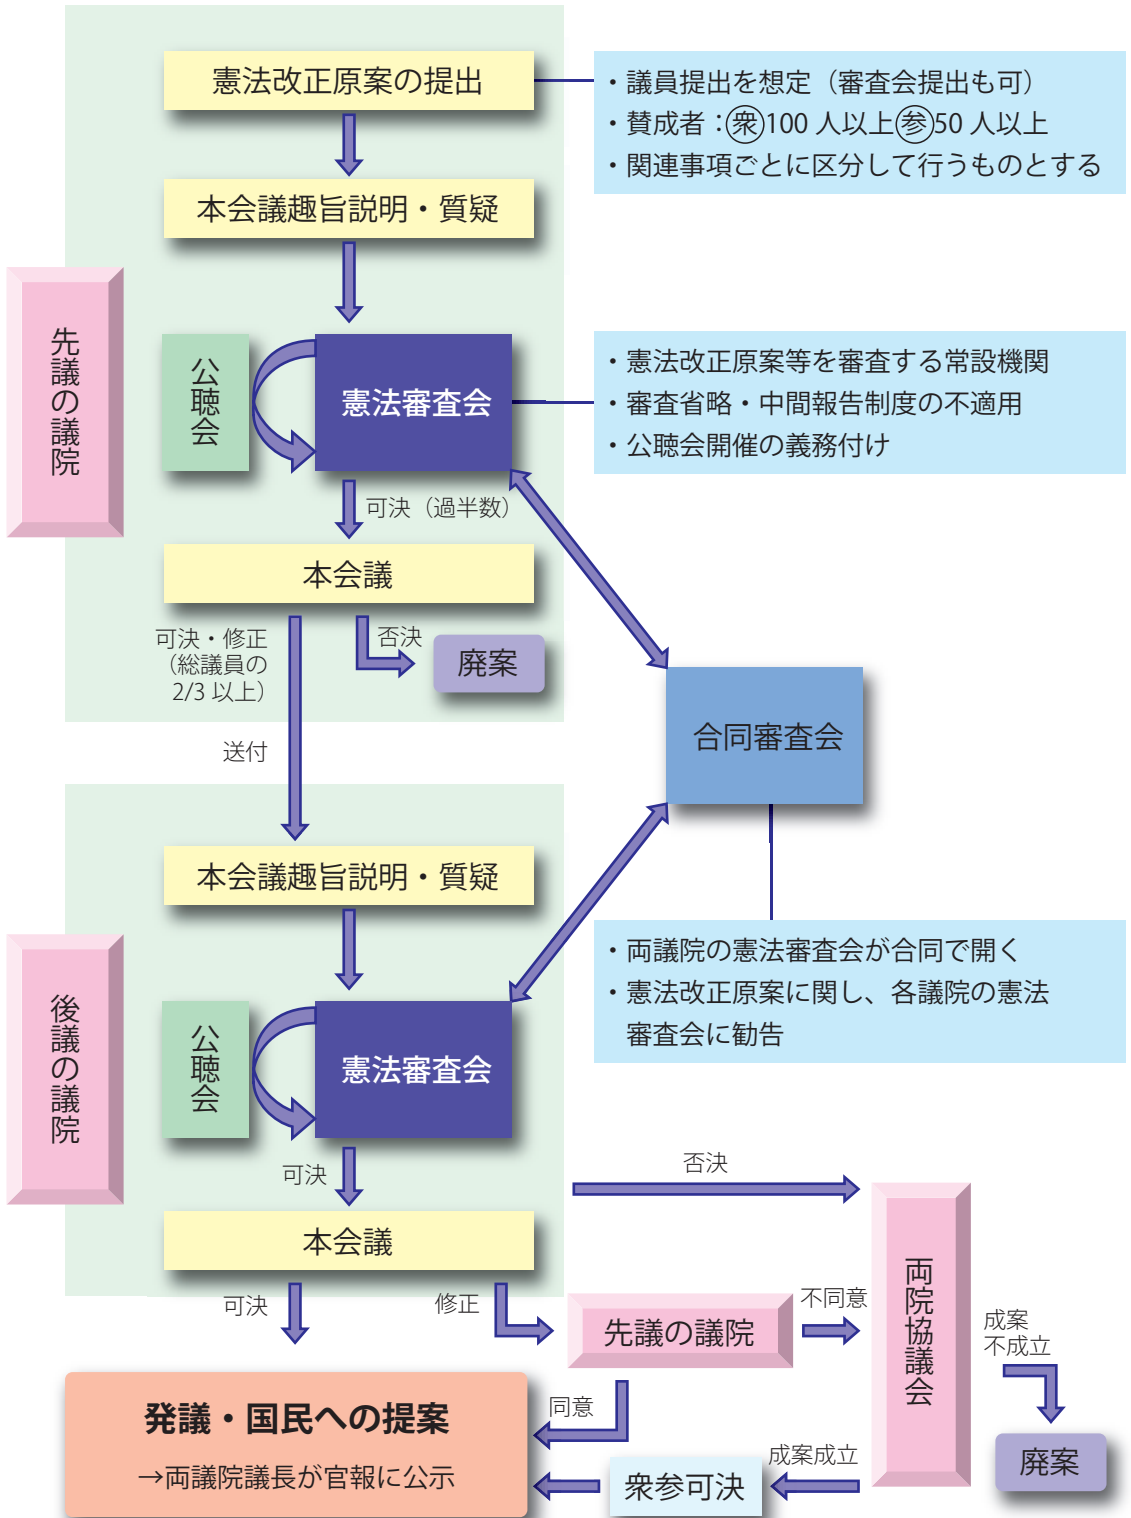 憲法改正原案の提出
・議員提出を想定（審査会提出も可）
・賛成者：衆100 人以上参50 人以上
・関連事項ごとに区分して行うものとする
本会議趣旨説明・質疑
先議の議院
公聴会
憲法審査会
・憲法改正原案等を審査する常設機関
・審査省略・中間報告制度の不適用
・公聴会開催の義務付け
可決（過半数）
本会議
可決・修正
（総議員の
2/3 以上）
否決
廃案
送付
合同審査会
本会議趣旨説明・質疑
・両議院の憲法審査会が合同で開く
・憲法改正原案に関し、各議院の憲法
審査会に勧告
後議の議院
公聴会
憲法審査会
可決
否決
本会議
両院協議会
可決
修正
先議の議院
不同意
成案
不成立
廃案
同意
発議・国民への提案
→両議院議長が官報に公示
成案成立
衆参可決